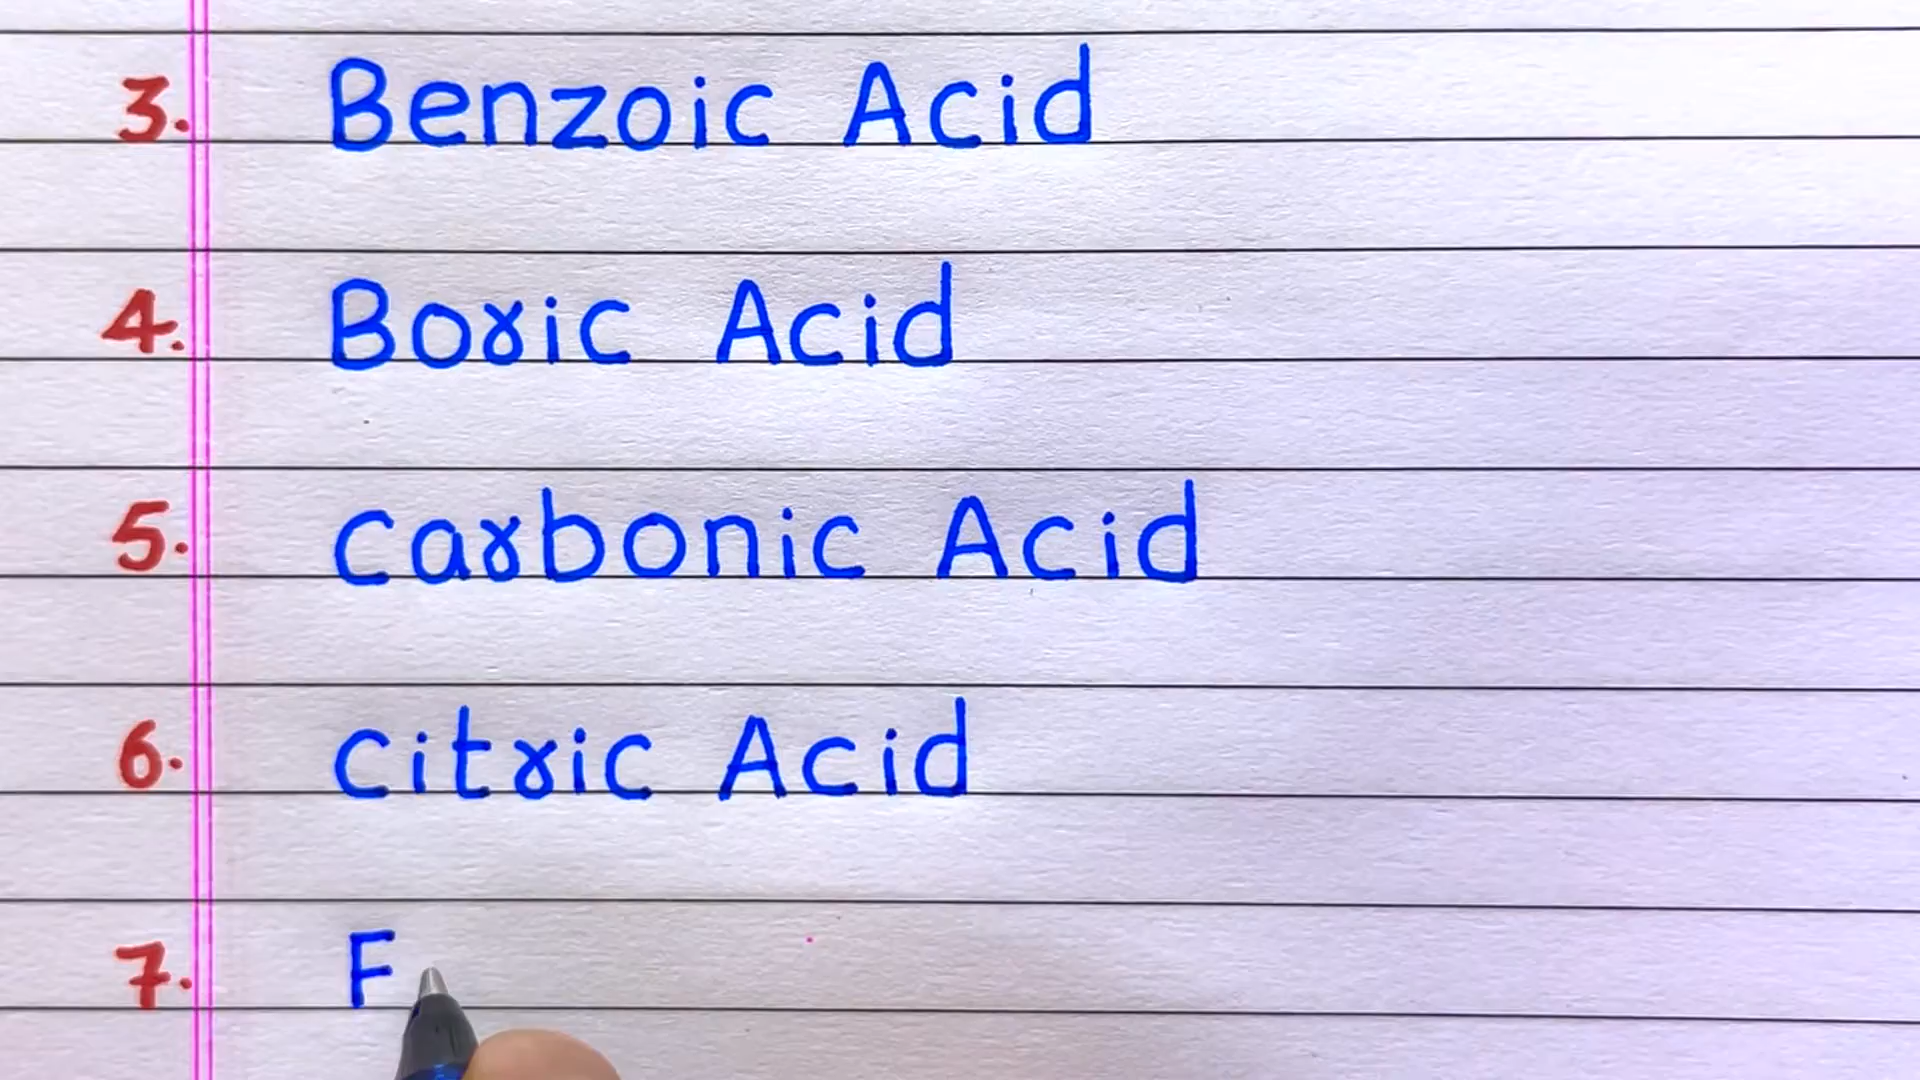 3. Benzoic Acid
4. Boric Acid
5. Carbonic Acid
6. Citric Acid
7. F